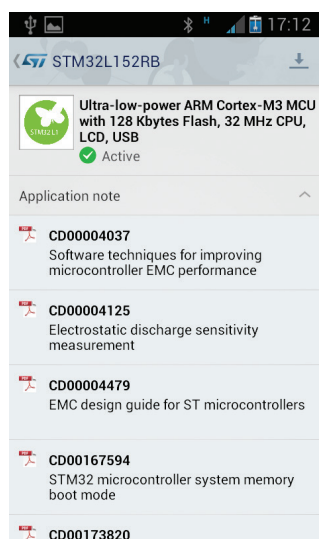 H
17:12
STM32L152RB
STM32L1
Ultra-low-power ARM Cortex-M3 MCU
with 128 Kbytes Flash, 32 MHz CPU,
LCD, USB
Active
Application note
CD00004037
Software techniques for improving
microcontroller EMC performance
CD00004125
Electrostatic discharge sensitivity
measurement
CD00004479
EMC design guide for ST microcontrollers
CD00167594
STM32 microcontroller system memory
boot mode
CD00173820